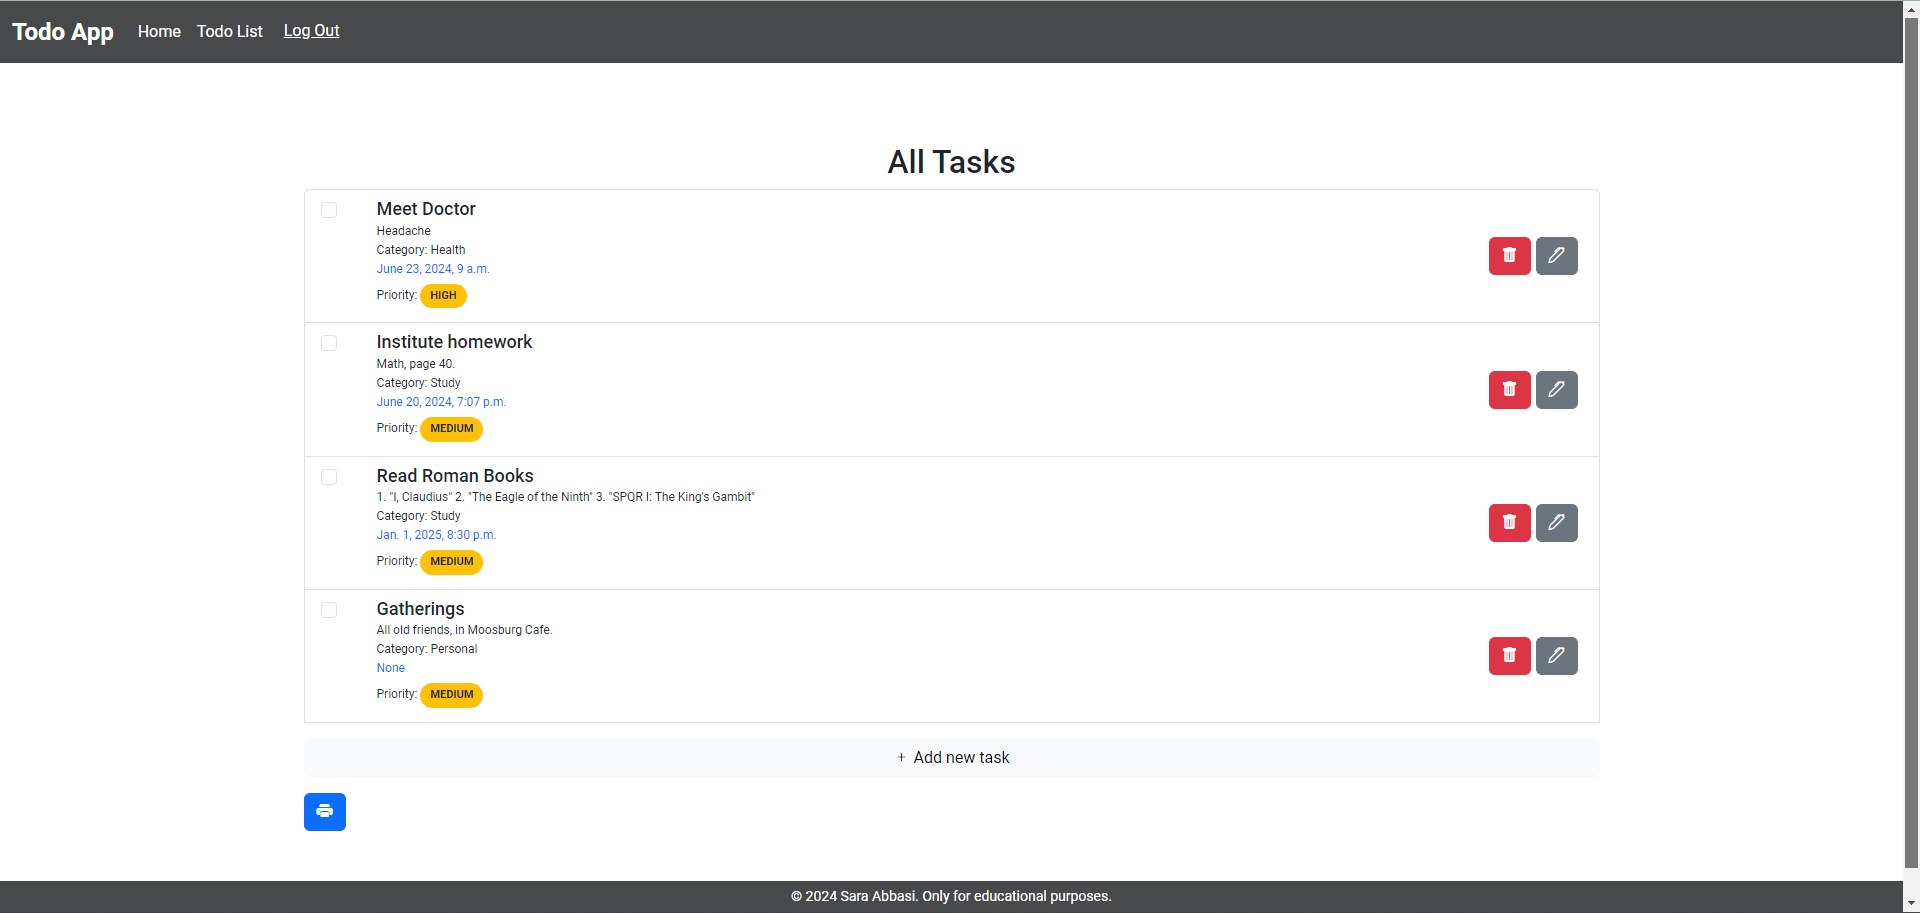 Todo App Home Todo List Log Out
All Tasks
Meet Doctor
Headache
Category: Health
June 23, 2024, 9 a.m.
Priority: HIGH
Institute homework
Math, page 40.
Category: Study
June 20, 2024, 7:07 p.m.
Priority: MEDIUM
Read Roman Books
1. "I, Claudius" 2. "The Eagle of the Ninth" 3. "SPQR I: The King's Gambit"
Category: Study
Jan. 1, 2025, 8:30 p.m.
Priority: MEDIUM
Gatherings
All old friends, in Moosburg Cafe.
Category: Personal
None
Priority: MEDIUM
+ Add new task
© 2024 Sara Abbasi. Only for educational purposes.